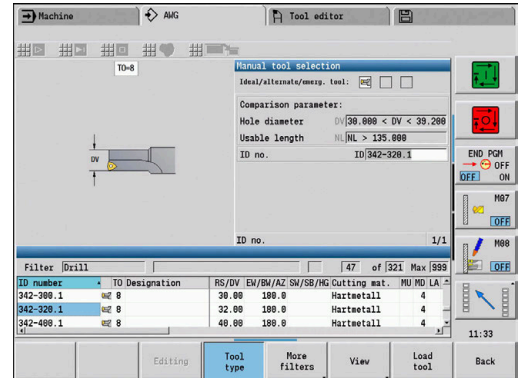 Machine
AWG
Tool editor
TO=8
DV
Manual tool selection
Ideal/alternate/emerg. tool:
Comparison parameter:
Hole diameter DV 30.000 < DV < 39.200
Usable length NL NL > 135.000
ID no. ID 342-320.1
ID no. 1/1
END PGM
OFF
OFF ON
M07
OFF
M08
OFF
11:33
Filter Drill 47 of 321 Max 999
ID number TO Designation RS/DV EW/BW/AZ SW/SB/HG Cutting mat. MU MD LA
342-300.1 8 30.00 180.0 Hartmetall 4
342-320.1 8 32.00 180.0 Hartmetall 4
342-400.1 8 40.00 180.0 Hartmetall 4
Editing
Tool type
More filters
View
Load tool
Back